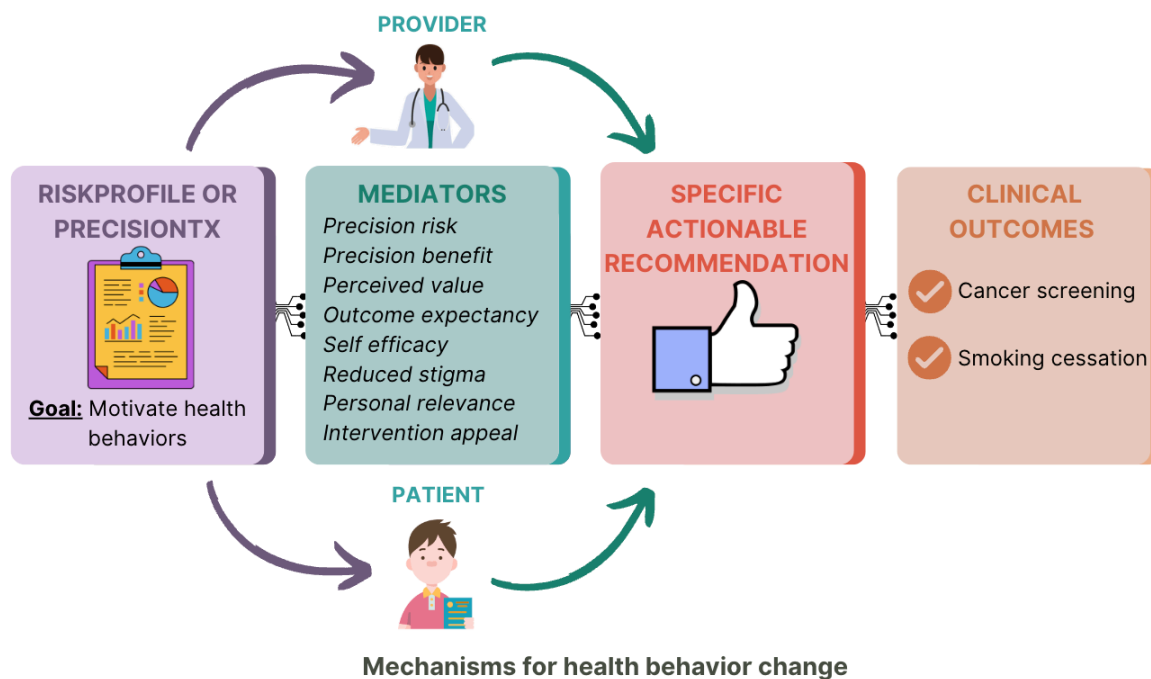 PROVIDER
RISKPROFILE OR
PRECISIONTX
Goal: Motivate health
behaviors
MEDIATORS
Precision risk
Precision benefit
Perceived value
Outcome expectancy
Self efficacy
Reduced stigma
Personal relevance
Intervention appeal
SPECIFIC
ACTIONABLE
RECOMMENDATION
CLINICAL
OUTCOMES
Cancer screening
Smoking cessation
PATIENT
Mechanisms for health behavior change